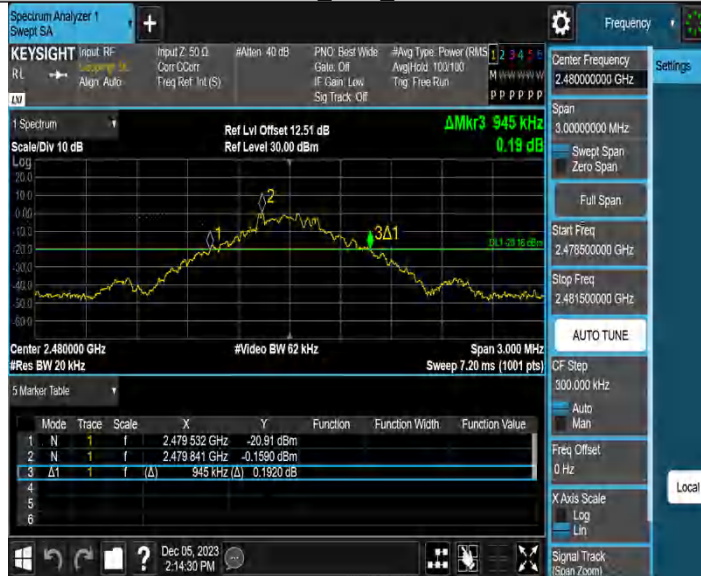 Spectrum Analyzer 1
Swept SA
+
Frequency
KEYSIGHT Input: RF
RL
Align: Auto
LXI
Input Z: 50 Ω
Corr CCorr
Freq Ref: Int (S)
#Atten: 40 dB
PNO: Best Wide
Gate: Off
IF Gain: Low
Sig Track: Off
#Avg Type: Power (RMS)
Avg|Hold: 100/100
Trig: Free Run
1 2 3 4 5 6
M W W W W W
P P P P P P
1 Spectrum
Scale/Div 10 dB
Log
Ref Lvl Offset 12.51 dB
Ref Level 30.00 dBm
ΔMkr3 945 kHz
0.19 dB
20.0
10.0
0.00
-10.0
-20.0
-30.0
-40.0
-50.0
-60.0
1
2
3Δ1
Center 2.480000 GHz
#Res BW 20 kHz
#Video BW 62 kHz
Span 3.000 MHz
Sweep 7.20 ms (1001 pts)
5 Marker Table
Mode Trace Scale X Y Function Function Width Function Value
1 N 1 f 2.479 532 GHz -20.91 dBm
2 N 1 f 2.479 841 GHz -0.1590 dBm
3 Δ1 1 f (Δ) 945 kHz (Δ) 0.1920 dB
4
5
6
Dec 05, 2023
2:14:30 PM
?
Center Frequency
2.480000000 GHz
Settings
Span
3.00000000 MHz
Swept Span
Zero Span
Full Span
Start Freq
2.478500000 GHz
Stop Freq
2.481500000 GHz
AUTO TUNE
CF Step
300.000 kHz
Auto
Man
Freq Offset
0 Hz
X Axis Scale
Log
Lin
Signal Track
(Span Zoom)
Local